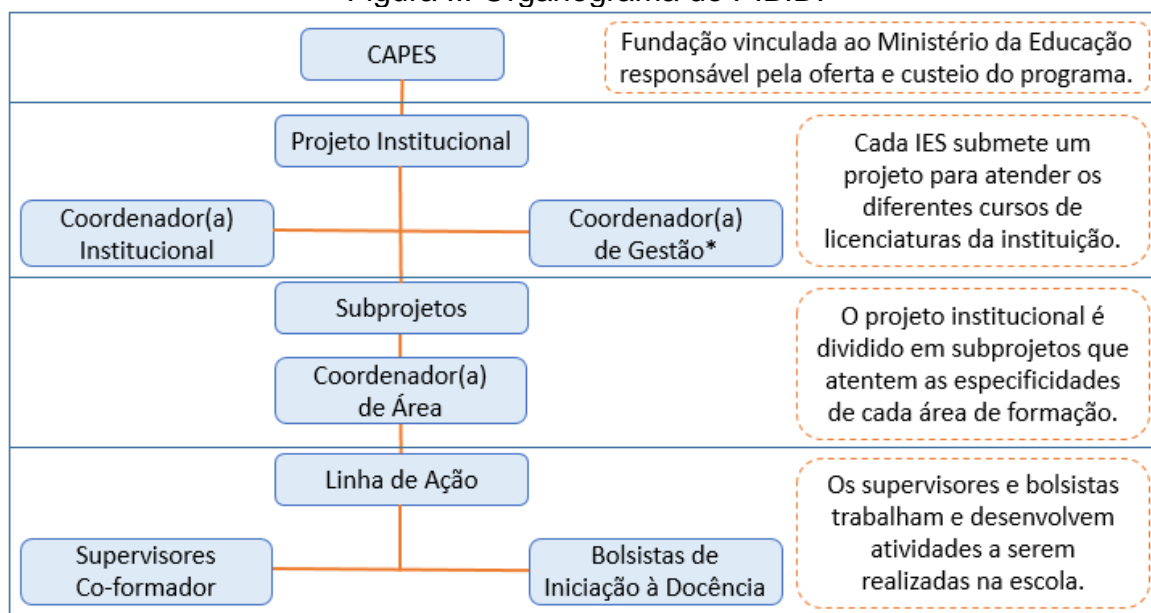 CAPES
Fundação vinculada ao Ministério da Educação
responsável pela oferta e custeio do programa.
Projeto Institucional
Coordenador(a)
Institucional
Coordenador(a)
de Gestão*
Cada IES submete um
projeto para atender os
diferentes cursos de
licenciaturas da instituição.
Subprojetos
Coordenador(a)
de Área
O projeto institucional é
dividido em subprojetos que
atentem as especificidades
de cada área de formação.
Linha de Ação
Supervisores
Co-formador
Bolsistas de
Iniciação à Docência
Os supervisores e bolsistas
trabalham e desenvolvem
atividades a serem
realizadas na escola.